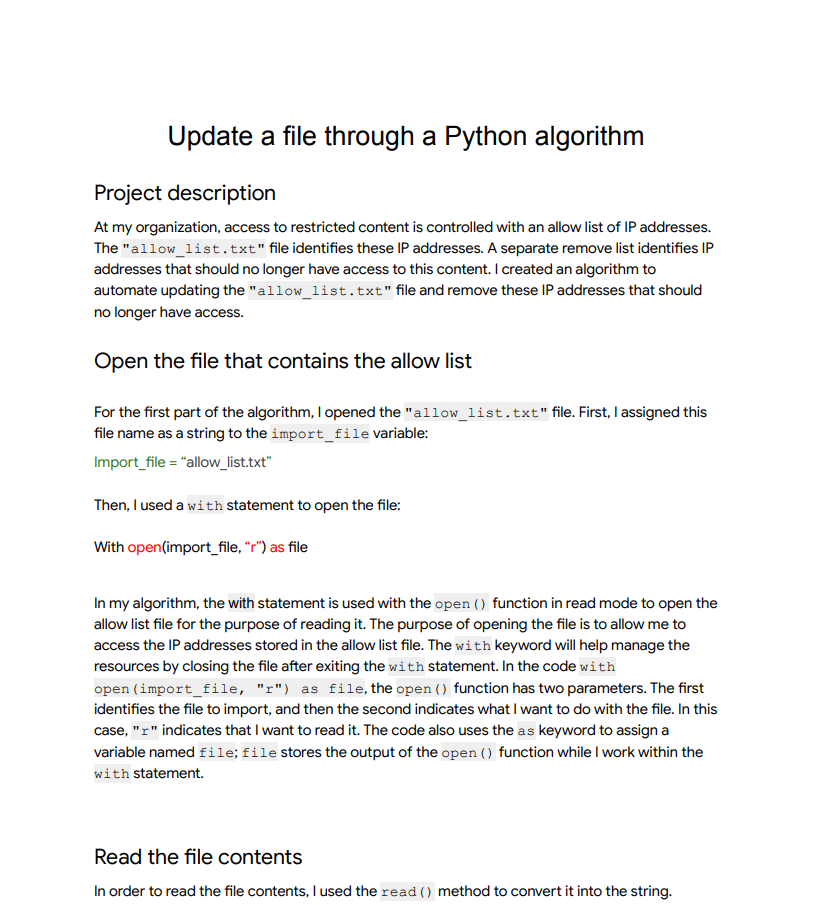 Update a file through a Python algorithm
Project description
At my organization, access to restricted content is controlled with an allow list of IP addresses.
The "allow_list.txt" file identifies these IP addresses. A separate remove list identifies IP
addresses that should no longer have access to this content. I created an algorithm to
automate updating the "allow_list.txt" file and remove these IP addresses that should
no longer have access.
Open the file that contains the allow list
For the first part of the algorithm, I opened the "allow_list.txt" file. First, I assigned this
file name as a string to the import_file variable:
Import_file = “allow_list.txt”
Then, I used a with statement to open the file:
With open(import_file, “r”) as file
In my algorithm, the with statement is used with the open() function in read mode to open the
allow list file for the purpose of reading it. The purpose of opening the file is to allow me to
access the IP addresses stored in the allow list file. The with keyword will help manage the
resources by closing the file after exiting the with statement. In the code with
open(import_file, "r") as file, the open() function has two parameters. The first
identifies the file to import, and then the second indicates what I want to do with the file. In this
case, "r" indicates that I want to read it. The code also uses the as keyword to assign a
variable named file; file stores the output of the open() function while I work within the
with statement.
Read the file contents
In order to read the file contents, I used the read() method to convert it into the string.